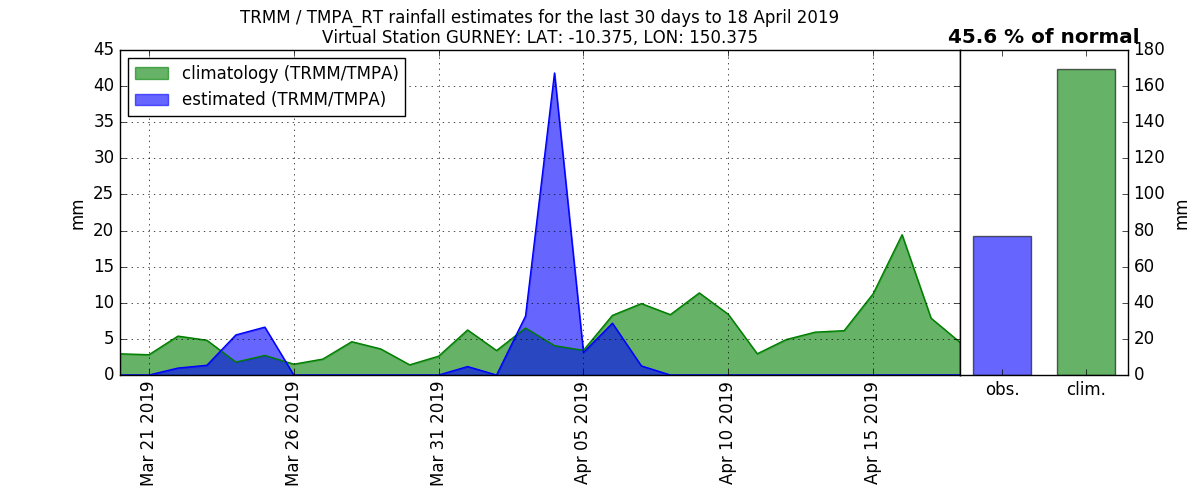 TRMM / TMPA_RT rainfall estimates for the last 30 days to 18 April 2019
Virtual Station GURNEY: LAT: -10.375, LON: 150.375
45.6 % of normal
climatology (TRMM/TMPA)
estimated (TRMM/TMPA)
mm
45
40
35
30
25
20
15
10
5
0
Mar 21 2019
Mar 26 2019
Mar 31 2019
Apr 05 2019
Apr 10 2019
Apr 15 2019
obs.
clim.
180
160
140
120
100
80
60
40
20
0
mm